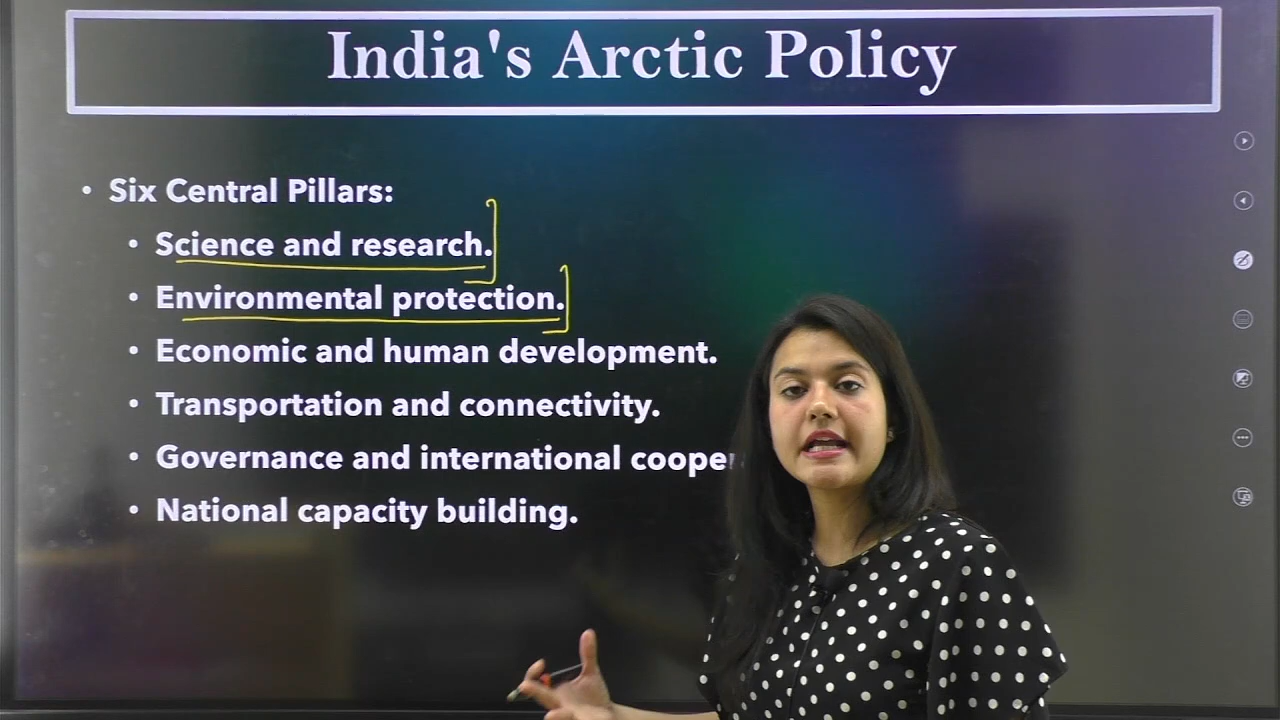 India's Arctic Policy
• Six Central Pillars:
• Science and research.
• Environmental protection.
• Economic and human development.
• Transportation and connectivity.
• Governance and international
• National capacity building.